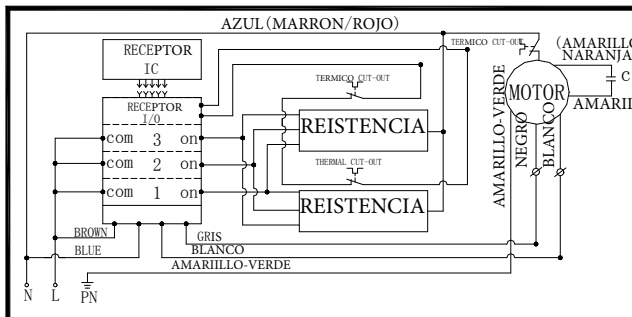 AZUL (MARRON/ROJO)
RECEPTOR
IC
RECEPTOR
I/O
com 3 on
com 2 on
com 1 on
TERMICO CUT-OUT
REISTENCIA
THERMAL CUT-OUT
REISTENCIA
TERMICO CUT-OUT
MOTOR
(AMARILLO
NARANJA
C
AMARIL
AMARILLO-VERDE
NEGRO
BLANCO
BROWN
BLUE
GRIS
BLANCO
AMARIILLO-VERDE
N L PN